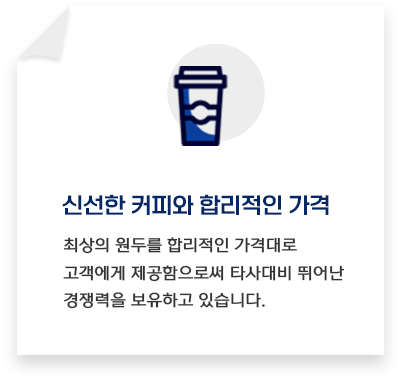 신선한 커피와 합리적인 가격
최상의 원두를 합리적인 가격대로
고객에게 제공함으로써 타사대비 뛰어난
경쟁력을 보유하고 있습니다.